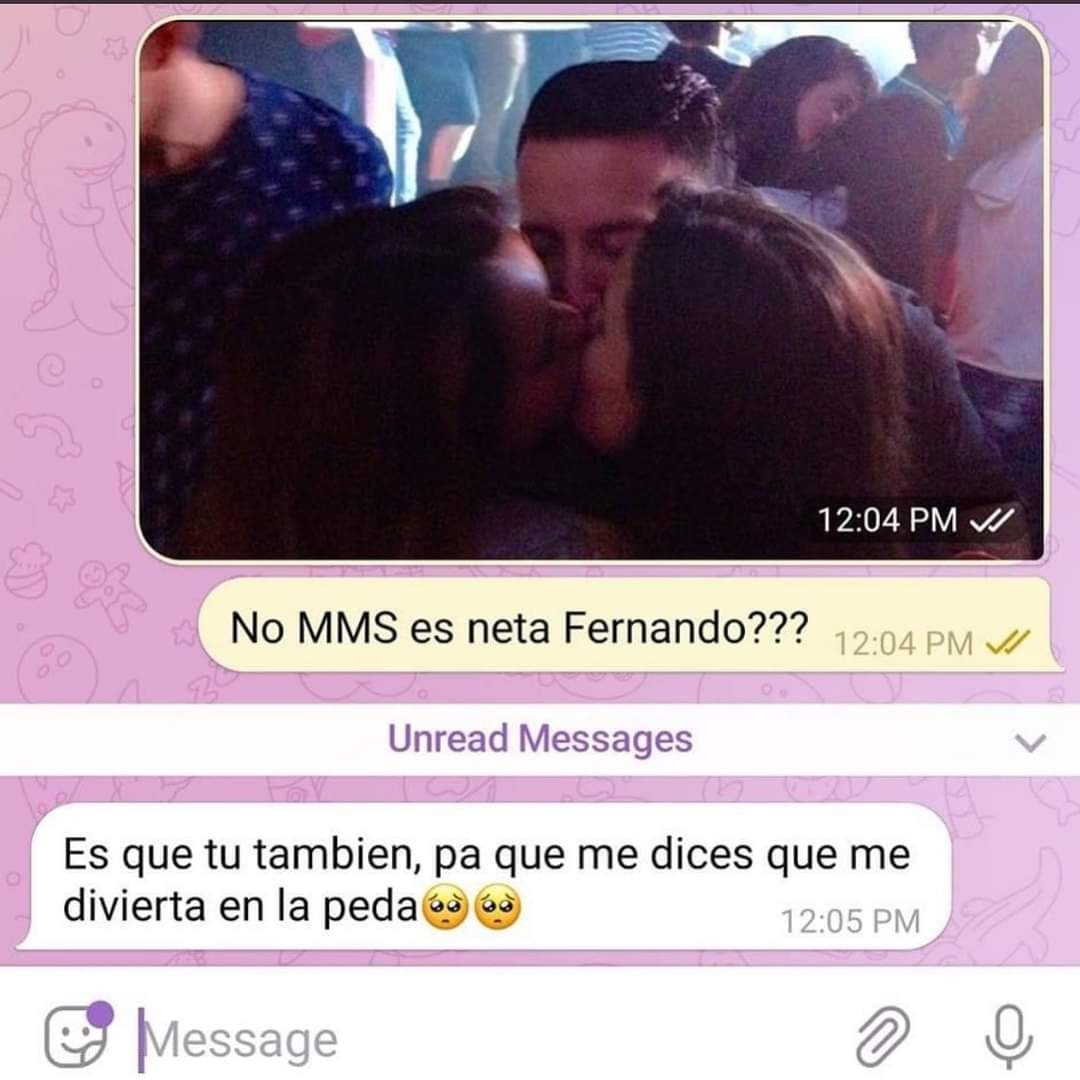 12:04 PM
No MMS es neta Fernando???
12:04 PM
Unread Messages
Es que tu tambien, pa que me dices que me
divierta en la peda🥺🥺
12:05 PM
Message